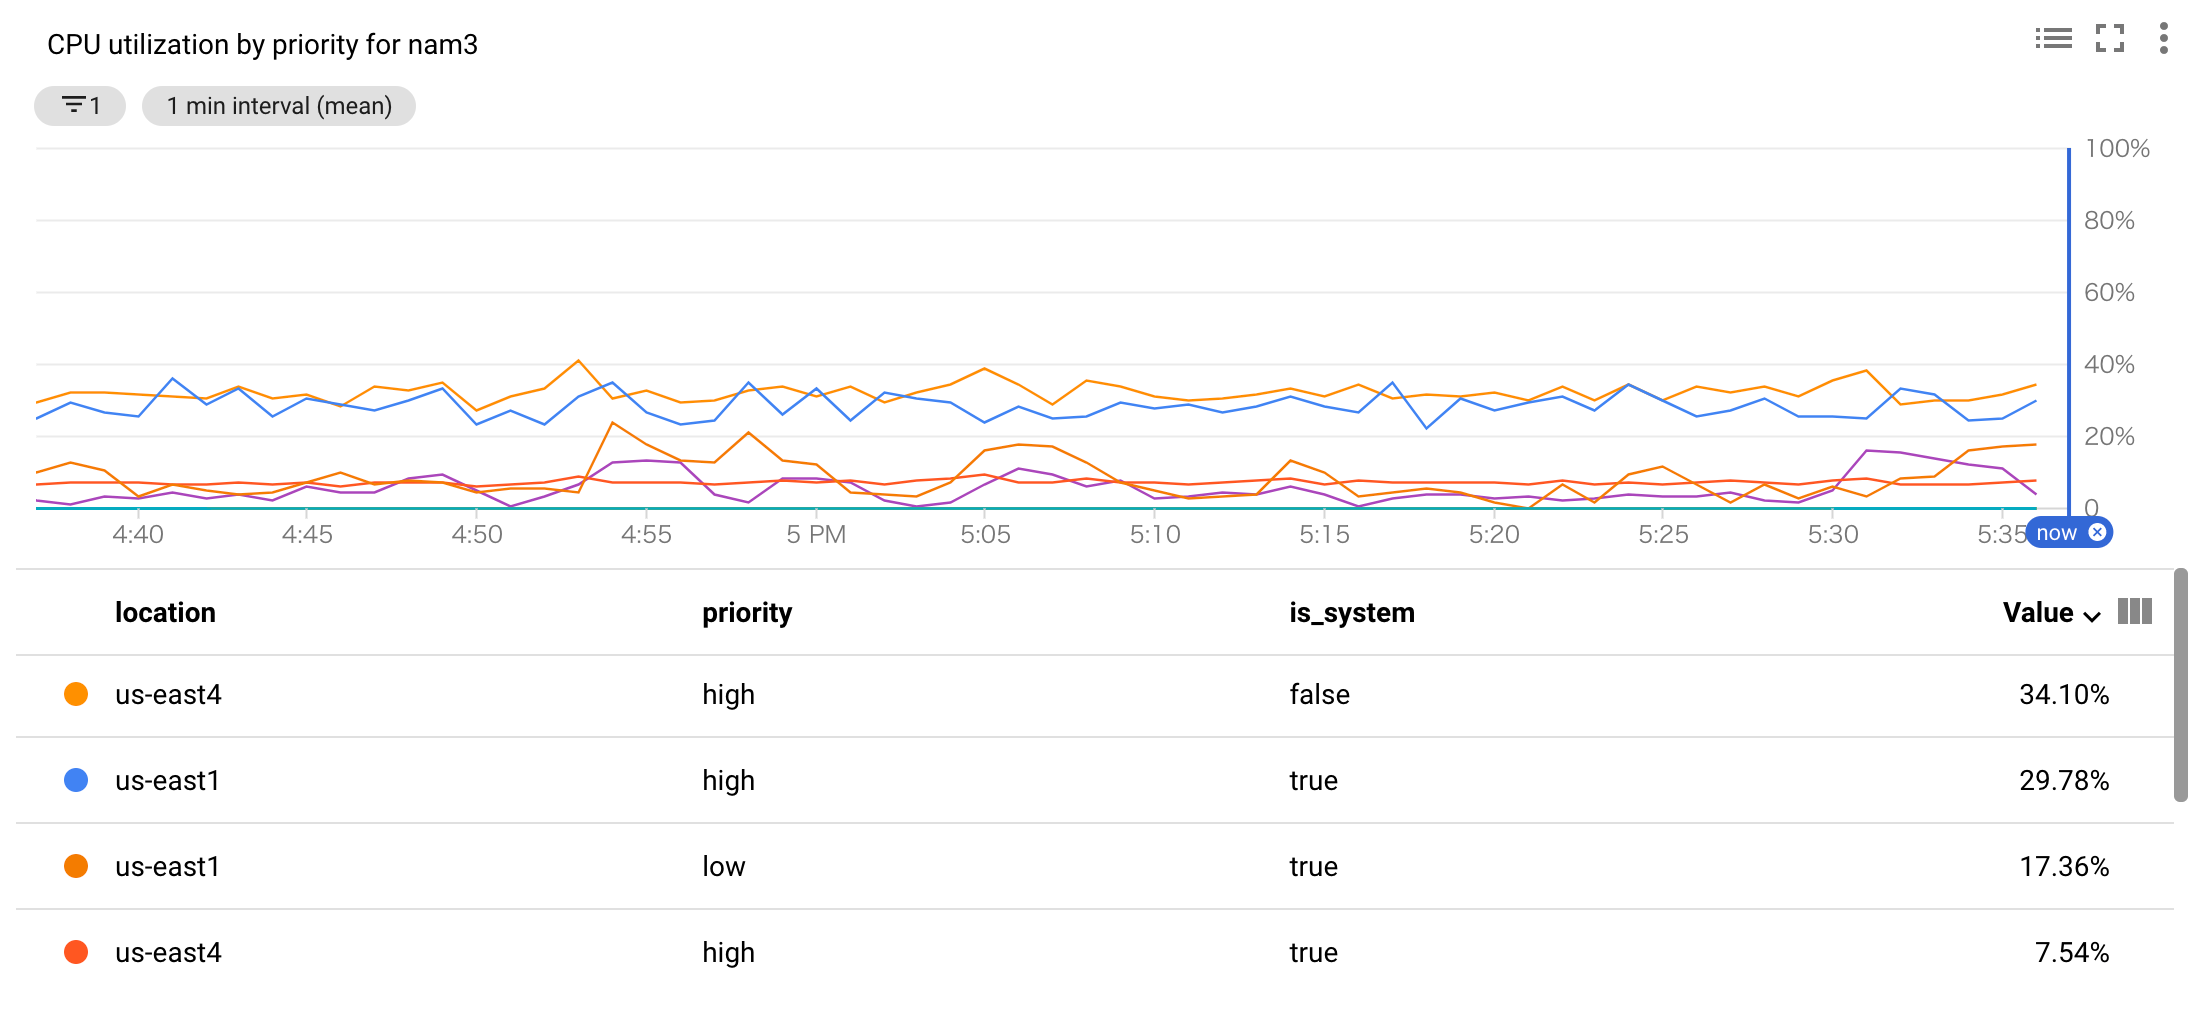 CPU utilization by priority for nam3
1 1 min interval (mean)
100%
80%
60%
40%
20%
0
4:40 4:45 4:50 4:55 5 PM 5:05 5:10 5:15 5:20 5:25 5:30 5:35 now
location priority is_system Value
us-east4 high false 34.10%
us-east1 high true 29.78%
us-east1 low true 17.36%
us-east4 high true 7.54%